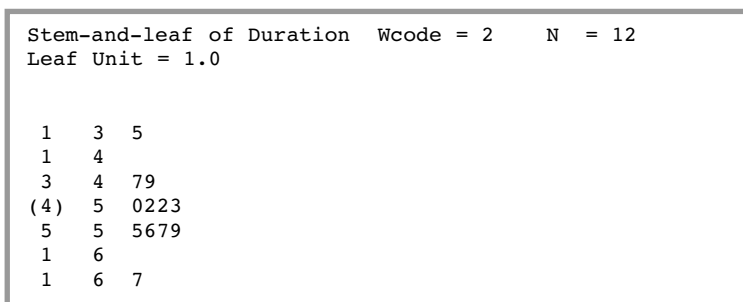 Stem-and-leaf of Duration  Wcode = 2    N  = 12
Leaf Unit = 1.0
1   3  5
1   4
3   4  79
(4)  5  0223
5   5  5679
1   6
1   6  7